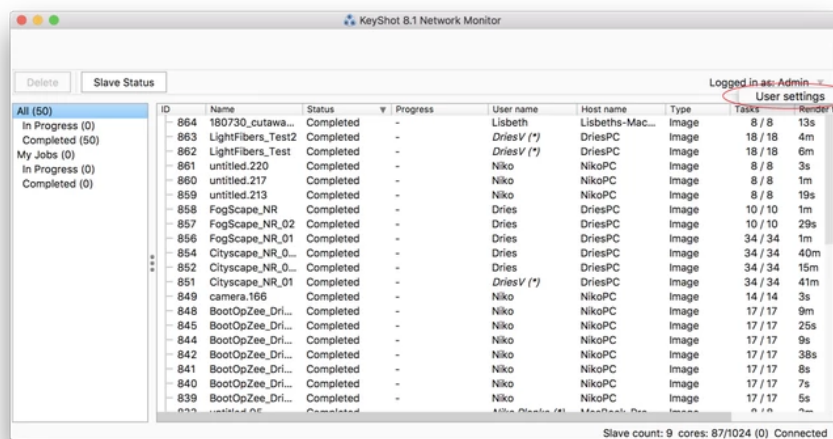 KeyShot 8.1 Network Monitor
Delete Slave Status Logged in as: Admin
User settings
All (50)
In Progress (0)
Completed (50)
My Jobs (0)
In Progress (0)
Completed (0)
ID Name Status Progress User name Host name Type Tasks Render
864 180730_cutawa... Completed - Lisbeth Lisbeths-Mac... Image 8 / 8 13s
863 LightFibers_Test2 Completed - DriesV (*) DriesPC Image 18 / 18 4m
862 LightFibers_Test Completed - DriesV (*) DriesPC Image 18 / 18 6m
861 untitled.220 Completed - Niko NikoPC Image 8 / 8 3s
860 untitled.217 Completed - Niko NikoPC Image 8 / 8 1m
859 untitled.213 Completed - Niko NikoPC Image 8 / 8 19s
858 FogScape_NR Completed - Dries DriesPC Image 10 / 10 1m
857 FogScape_NR_02 Completed - Dries DriesPC Image 10 / 10 29s
856 FogScape_NR_01 Completed - Dries DriesPC Image 34 / 34 1m
854 Cityscape_NR_0... Completed - Dries DriesPC Image 34 / 34 40m
852 Cityscape_NR_0... Completed - Dries DriesPC Image 34 / 34 15m
851 Cityscape_NR_01 Completed - DriesV (*) DriesPC Image 34 / 34 41m
849 camera.166 Completed - Niko NikoPC Image 14 / 14 3s
848 BootOpZee_Dri... Completed - Niko NikoPC Image 17 / 17 9m
845 BootOpZee_Dri... Completed - Niko NikoPC Image 17 / 17 25s
844 BootOpZee_Dri... Completed - Niko NikoPC Image 17 / 17 9s
842 BootOpZee_Dri... Completed - Niko NikoPC Image 17 / 17 38s
841 BootOpZee_Dri... Completed - Niko NikoPC Image 17 / 17 8s
840 BootOpZee_Dri... Completed - Niko NikoPC Image 17 / 17 7s
839 BootOpZee_Dri... Completed - Niko NikoPC Image 17 / 17 5s
Slave count: 9 cores: 87/1024 (0) Connected